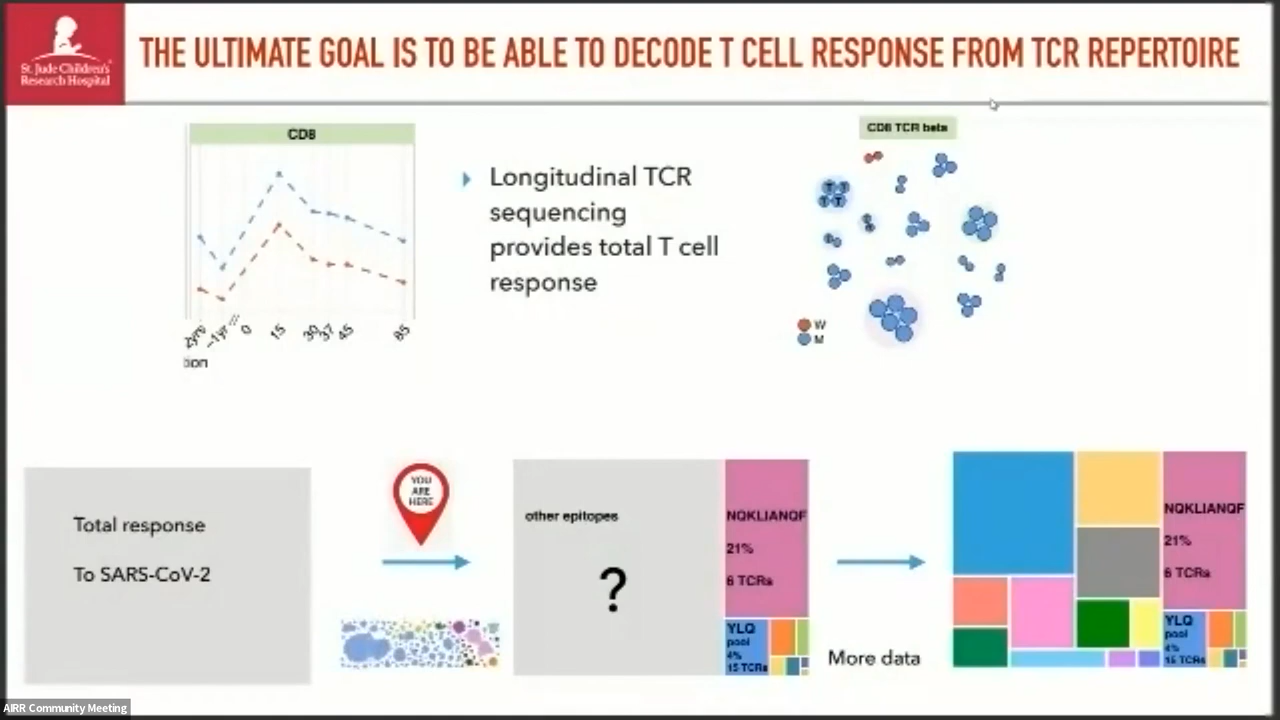 St. Jude Children's
Research Hospital
THE ULTIMATE GOAL IS TO BE ABLE TO DECODE T CELL RESPONSE FROM TCR REPERTOIRE
CD8
0
15
30
37
45
85
tion
Longitudinal TCR
sequencing
provides total T cell
response
CD8 TCR beta
T T
T T
W
M
Total response
To SARS-CoV-2
YOU
ARE
HERE
other epitopes
?
NQKLIANQF
21%
6 TCRs
YLQ
pool
4%
15 TCRs
More data
NQKLIANQF
21%
6 TCRs
YLQ
pool
4%
15 TCRs
AIRR Community Meeting